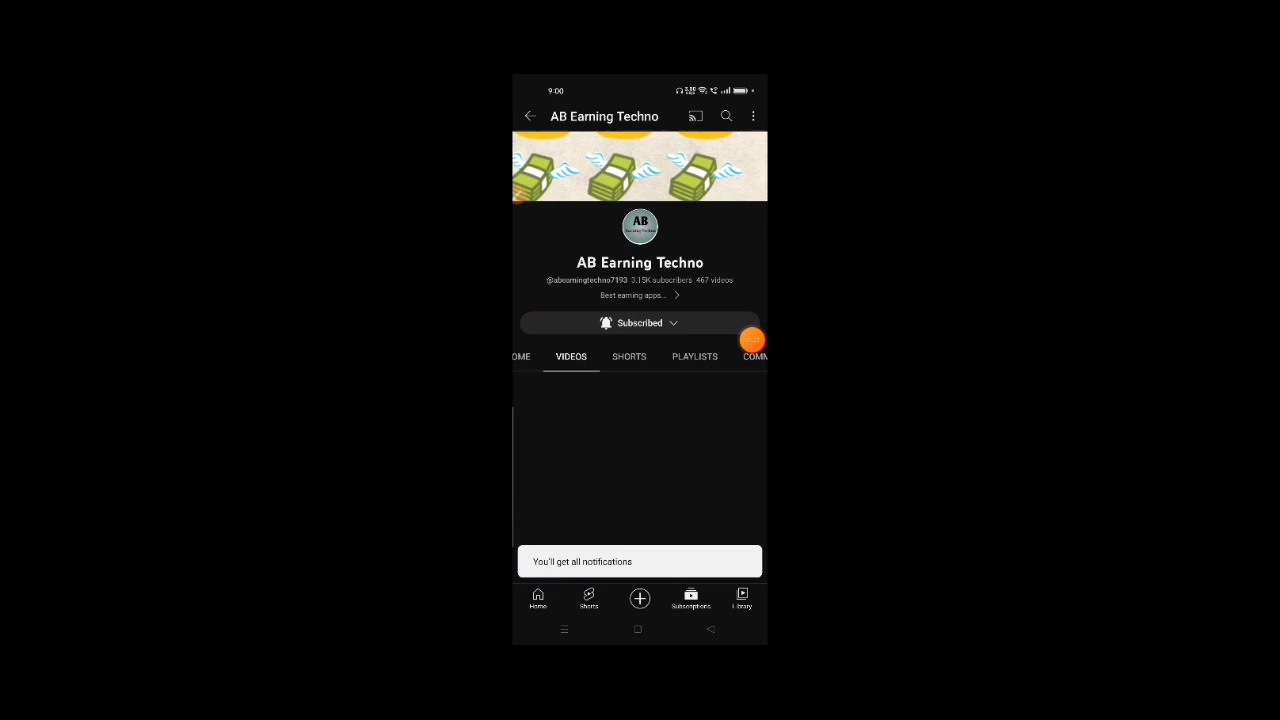 9:00
AB Earning Techno
AB
AB Earning Techno
@abearningtechno7193 3.15K subscribers 467 videos
Best earning apps...
Subscribed
OME VIDEOS SHORTS PLAYLISTS COMM
You'll get all notifications
Home Shorts Subscriptions Library